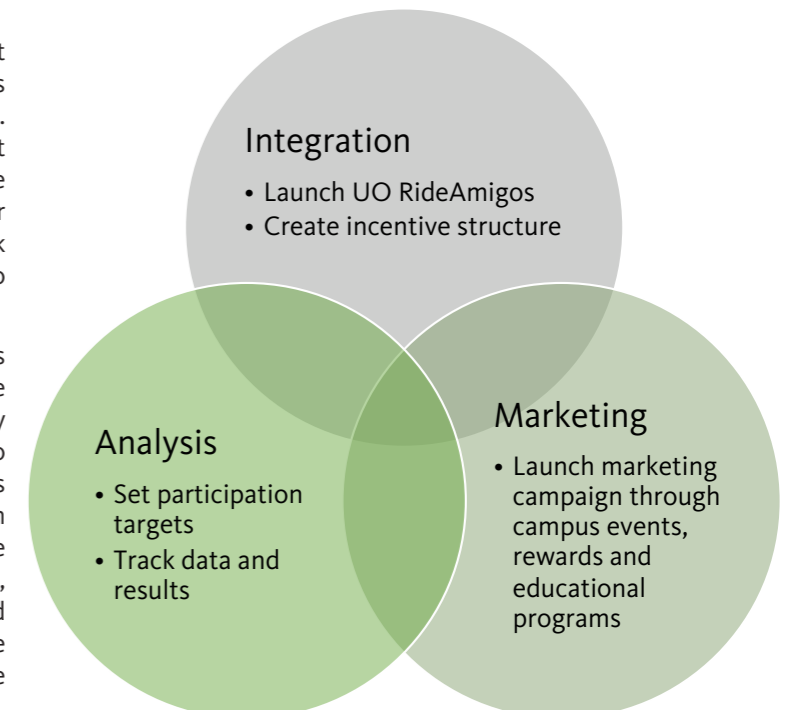 Integration
• Launch UO RideAmigos
• Create incentive structure
Analysis
• Set participation
targets
• Track data and
results
Marketing
• Launch marketing
campaign through
campus events,
rewards and
educational
programs